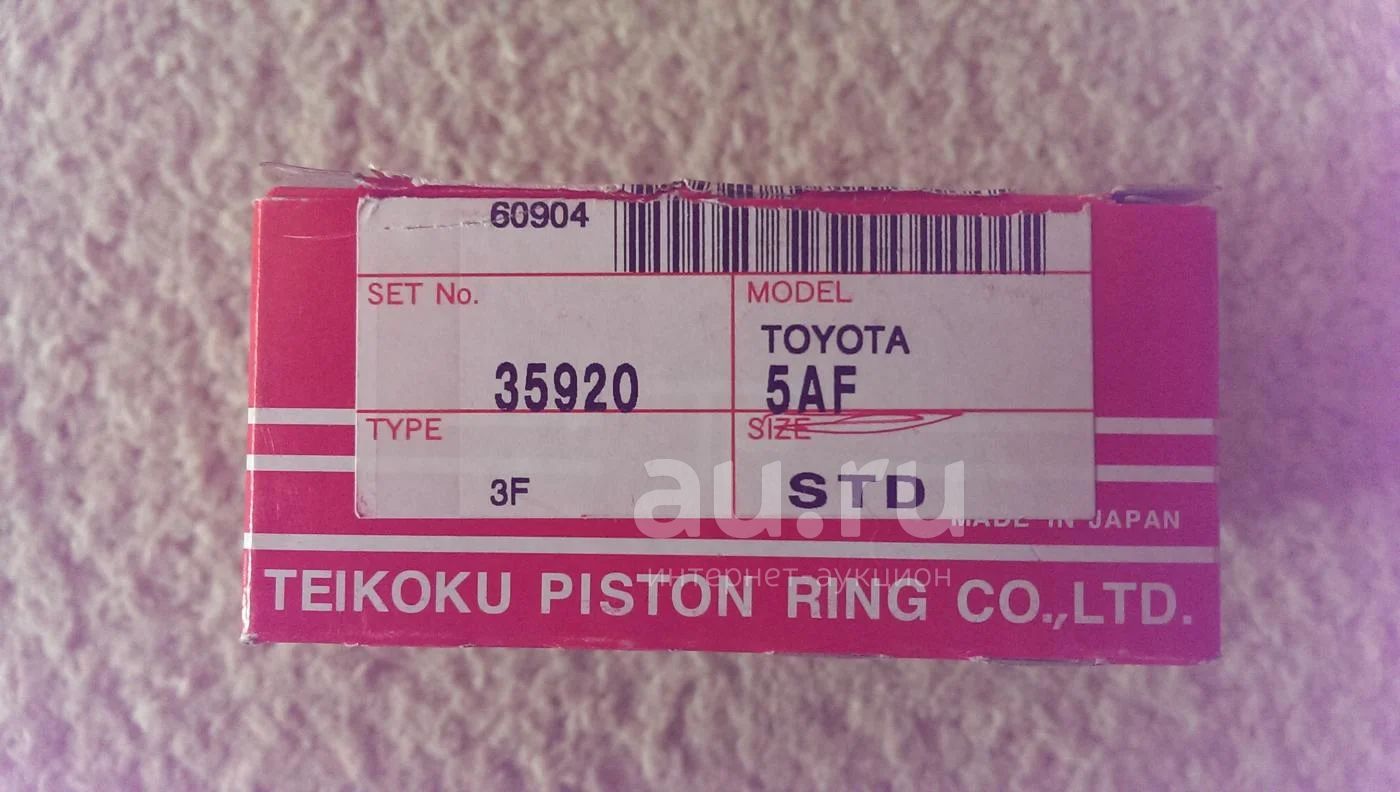 60904
SET No.
35920
MODEL
TOYOTA
5AF
TYPE
3F
SIZE
STD
MADE IN JAPAN
TEIKOKU PISTON RING CO.,LTD.
au.ru
интернет-аукцион